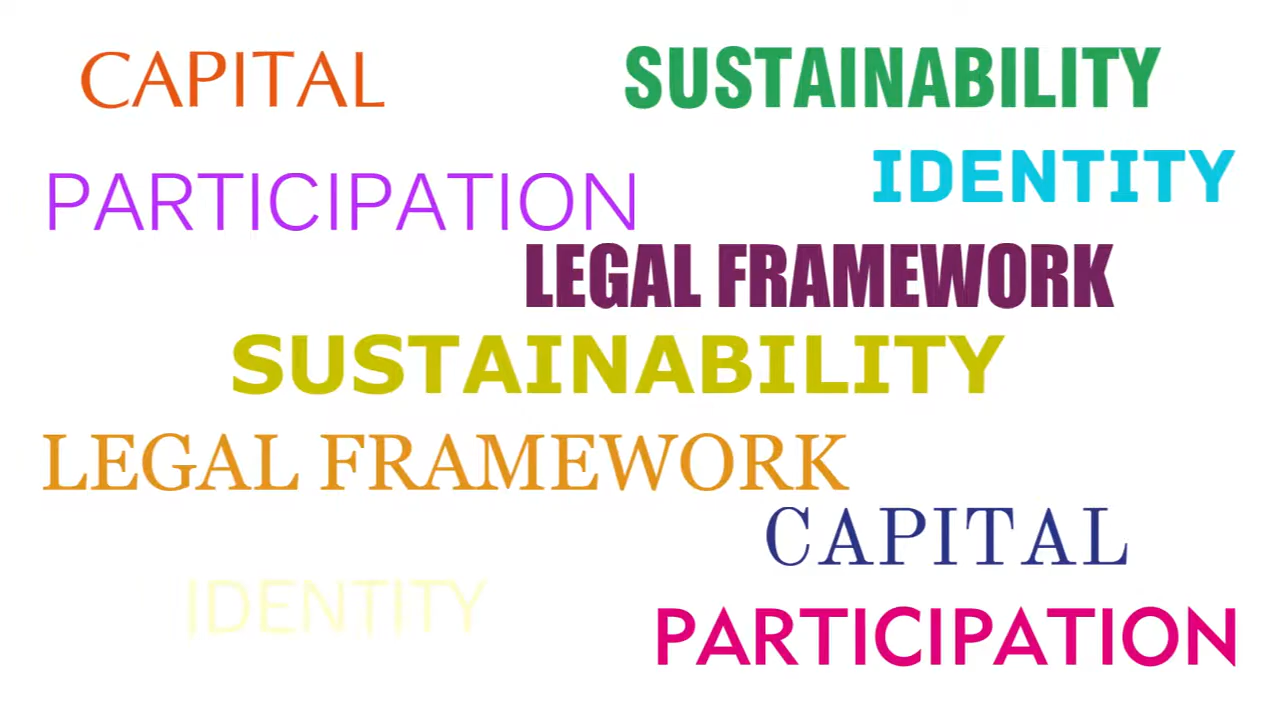 CAPITAL
SUSTAINABILITY
IDENTITY
PARTICIPATION
LEGAL FRAMEWORK
SUSTAINABILITY
LEGAL FRAMEWORK
CAPITAL
IDENTITY
PARTICIPATION